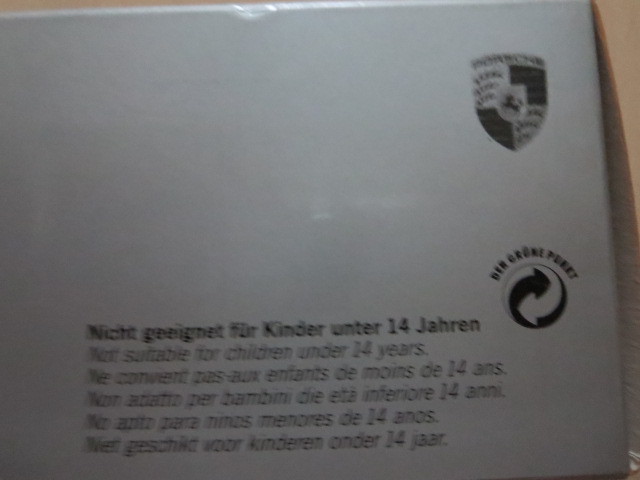 PORSCHE
DER GRÜNE PUNKT
Nicht geeignet für Kinder unter 14 Jahren
Not suitable for children under 14 years.
Ne convient pas aux enfants de moins de 14 ans.
Non adatto per bambini die età inferiore 14 anni.
No apto para ninos menores de 14 anos.
Niet geschikt voor kinderen onder 14 jaar.